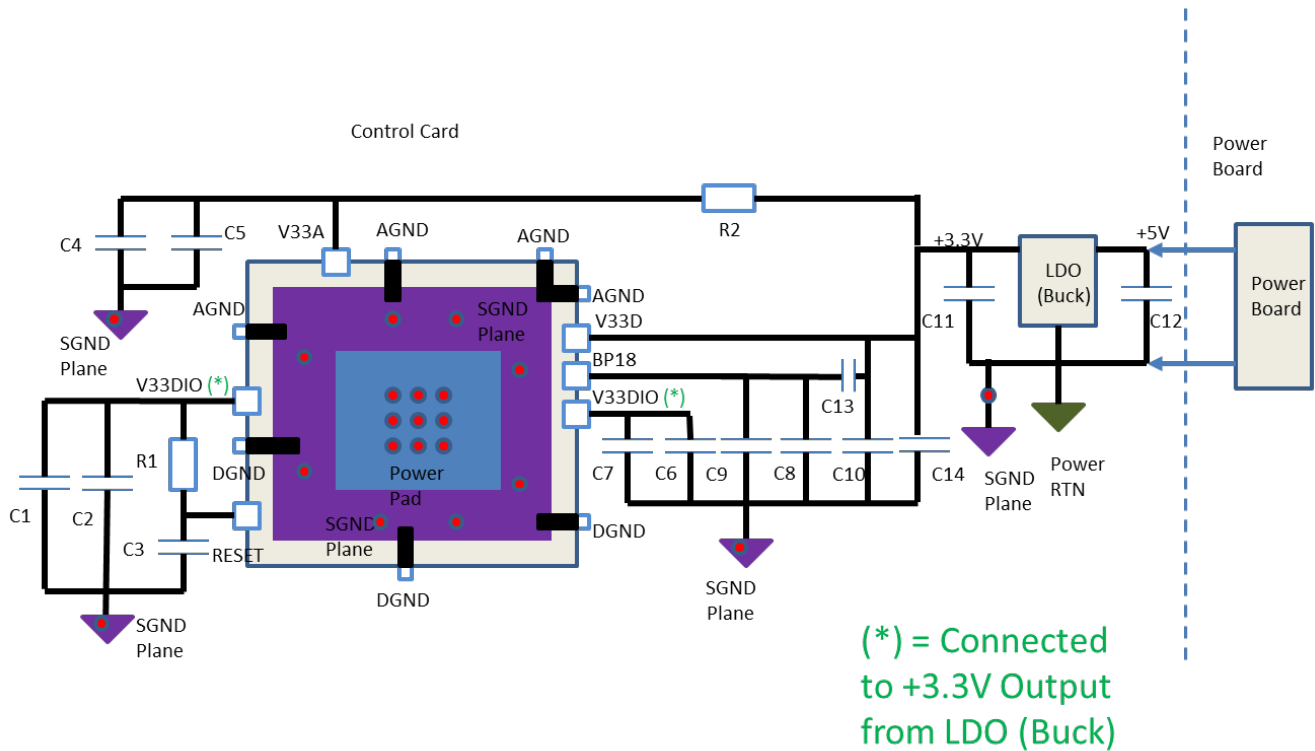 Control Card
Power
Board
R2
C4
C5
V33A
AGND
AGND
+3.3V
+5V
LDO
(Buck)
Power
Board
AGND
SGND
Plane
AGND
V33D
C11
C12
SGND
Plane
BP18
V33DIO (*)
V33DIO (*)
C13
R1
DGND
Power
Pad
C7
C6
C9
C8
C10
C14
SGND
Plane
Power
RTN
C1
C2
C3
RESET
SGND
Plane
DGND
DGND
SGND
Plane
SGND
Plane
(*) = Connected
to +3.3V Output
from LDO (Buck)